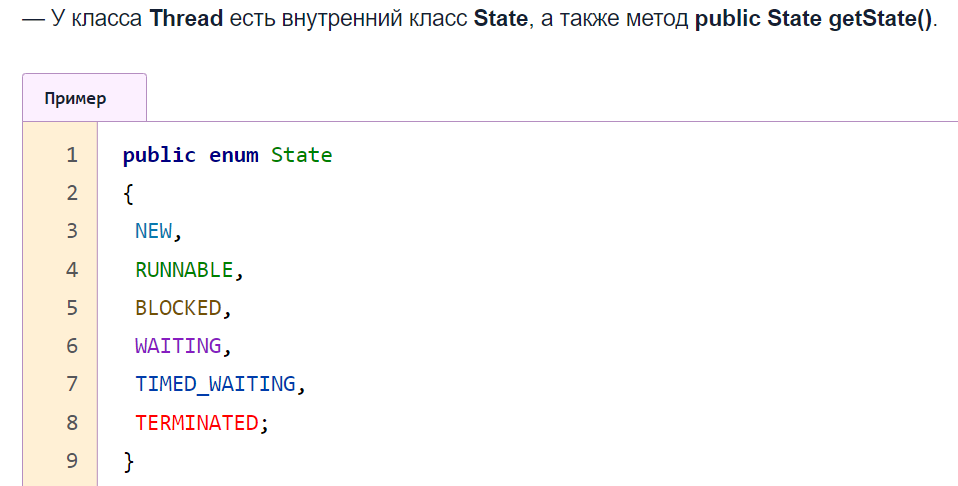 — У класса Thread есть внутренний класс State, а также метод public State getState().
Пример
1 public enum State
2 {
3 NEW,
4 RUNNABLE,
5 BLOCKED,
6 WAITING,
7 TIMED_WAITING,
8 TERMINATED;
9 }